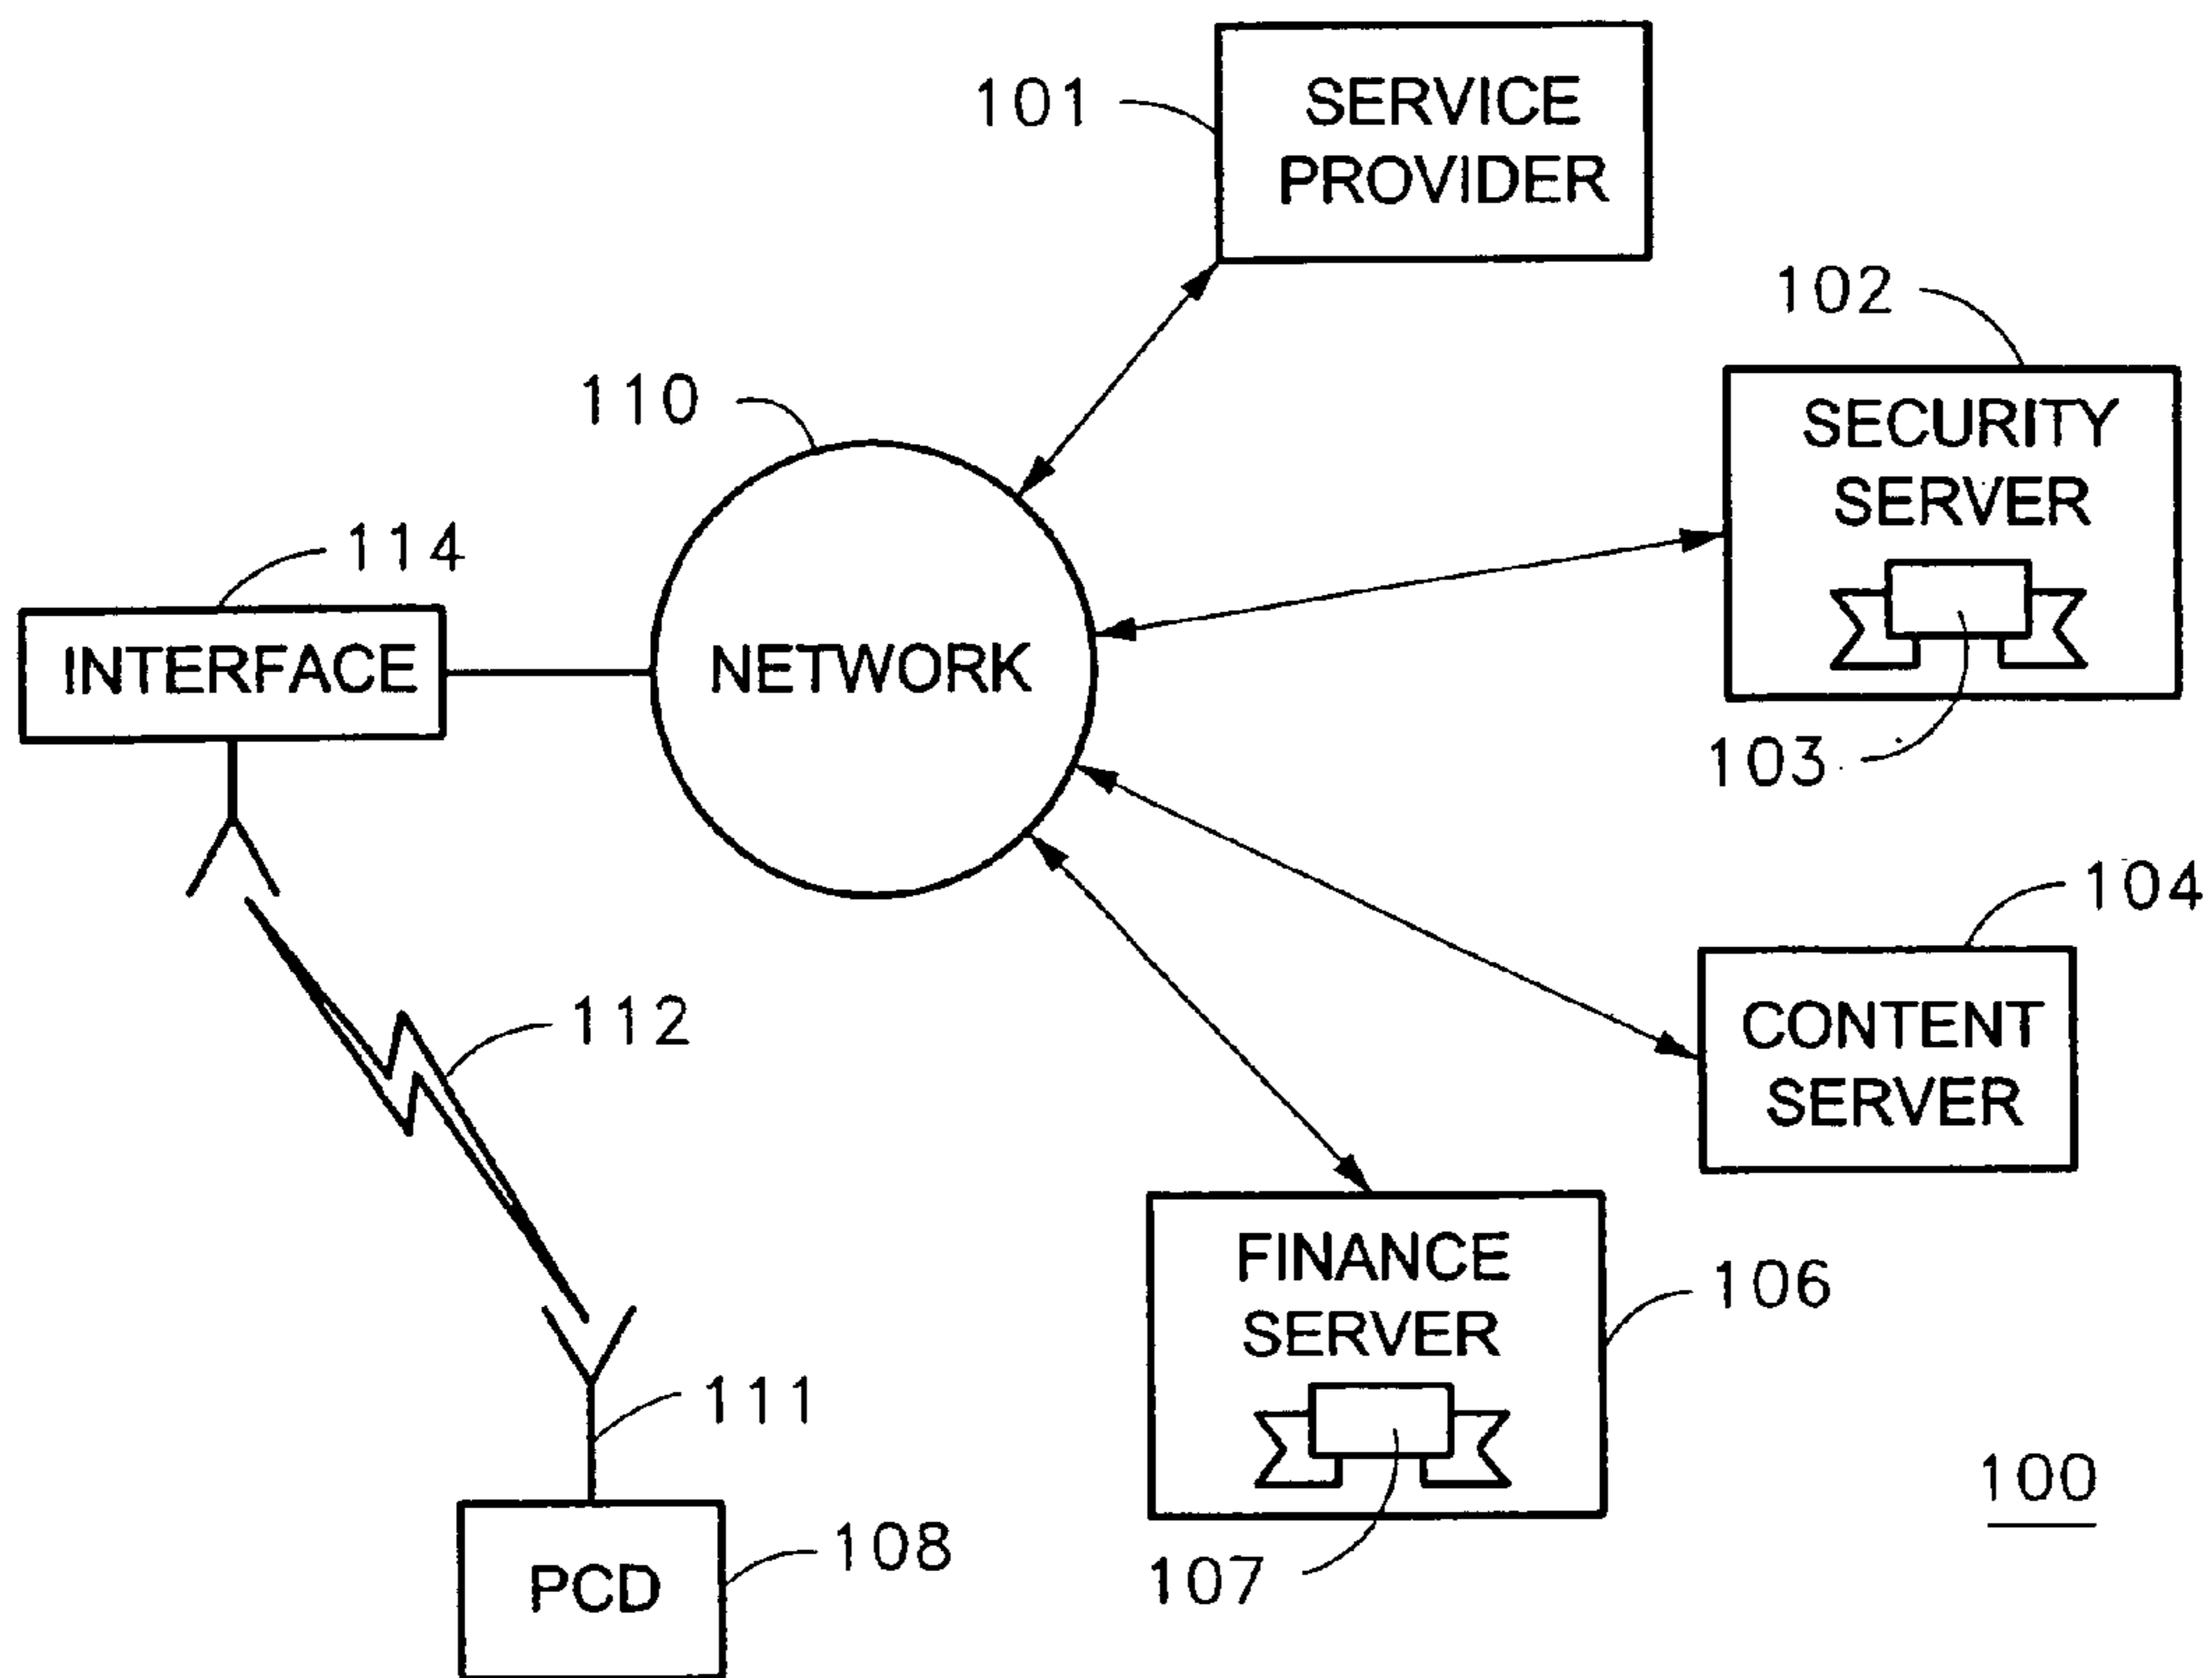 101
SERVICE
PROVIDER
102
110
SECURITY
SERVER
114
INTERFACE
NETWORK
103
104
112
CONTENT
SERVER
FINANCE
SERVER
106
111
100
108
107
PCD